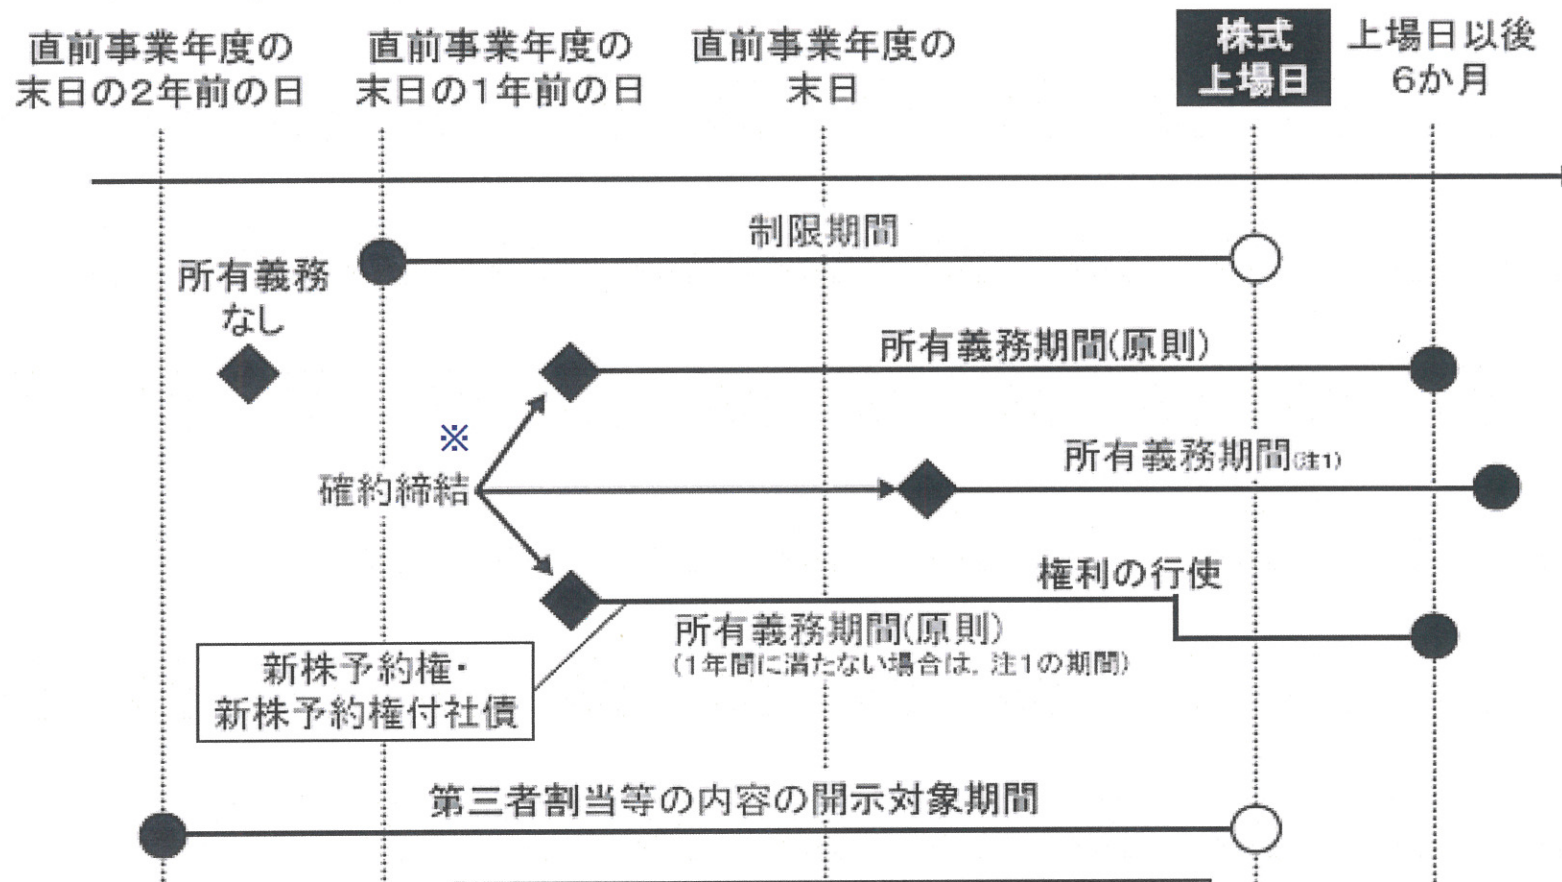 直前事業年度の
末日の2年前の日
直前事業年度の
末日の1年前の日
直前事業年度の
末日
株式
上場日
上場日以後
6か月
制限期間
所有義務
なし
所有義務期間(原則)
※
確約締結
所有義務期間(注1)
権利の行使
所有義務期間(原則)
(1年間に満たない場合は, 注1の期間)
新株予約権・
新株予約権付社債
第三者割当等の内容の開示対象期間